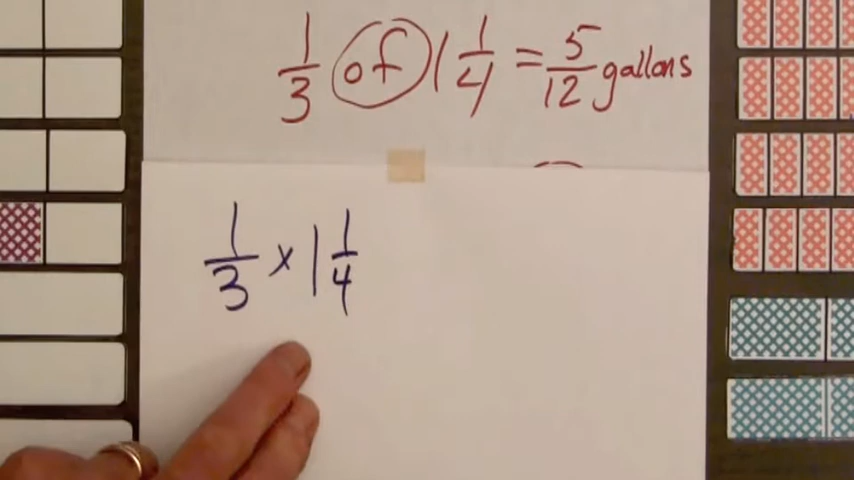 1/3 of 1 1/4 = 5/12 gallons
1/3 × 1 1/4